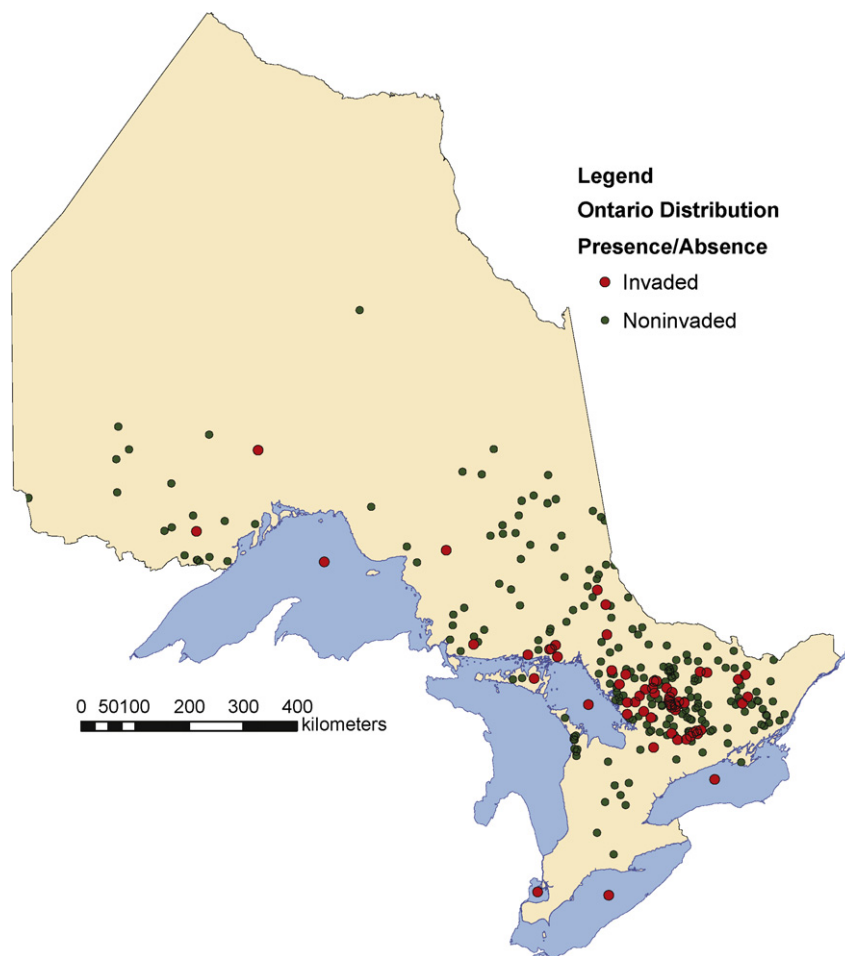 Legend
Ontario Distribution
Presence/Absence
Invaded
Noninvaded
0 50100 200 300 400
kilometers